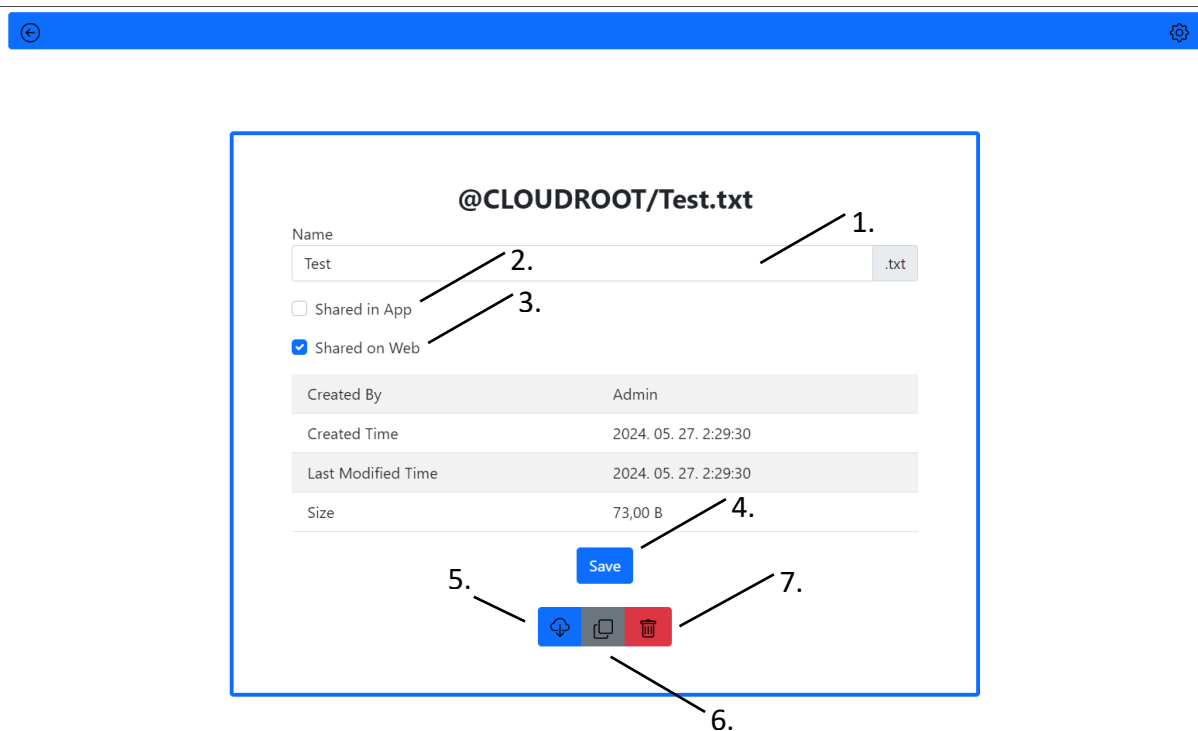 @CLOUDROOT/Test.txt
1.
Name
2.
Test .txt
3.
Shared in App
Shared on Web
Created By Admin
Created Time 2024. 05. 27. 2:29:30
Last Modified Time 2024. 05. 27. 2:29:30
Size 73,00 B
4.
Save
5.
7.
6.